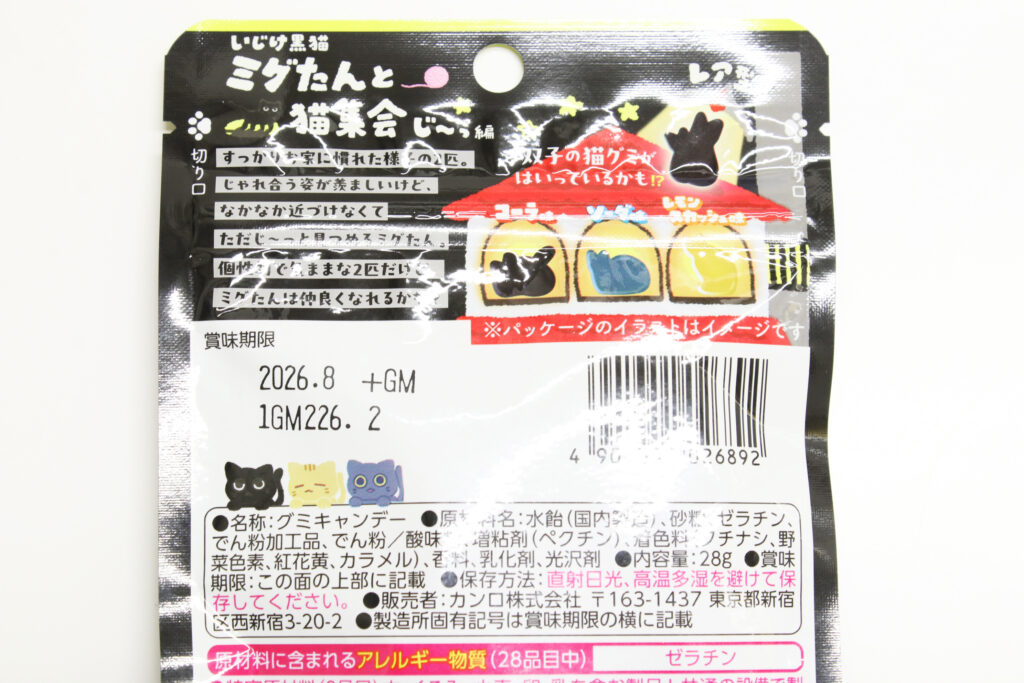 いじけ黒猫
ミグたんと
猫集会 じ〜っ編
レア
切り口
切り口
すっかりお家に慣れた様子の2匹。
じゃれ合う姿が羨ましいけど、
なかなか近づけなくて
ただじ〜っと見つめるミグたん。
個性的で気ままな2匹だけど、
ミグたんは仲良くなれるか
双子の猫グミが
はいっているかも!?
コーラ味 ソーダ味 レモンスカッシュ味
※パッケージのイラストはイメージです
賞味期限
2026.8 +GM
1GM226. 2
4 90 26892
●名称:グミキャンデー ●原材料名:水飴(国内製造)、砂糖、ゼラチン、
でん粉加工品、でん粉/酸味料、増粘剤(ペクチン)、着色料(クチナシ、野
菜色素、紅花黄、カラメル)、香料、乳化剤、光沢剤 ●内容量:28g ●賞味
期限:この面の上部に記載 ●保存方法:直射日光、高温多湿を避けて保
存してください。 ●販売者:カンロ株式会社 〒163-1437 東京都新宿
区西新宿3-20-2 ●製造所固有記号は賞味期限の横に記載
原材料に含まれるアレルギー物質(28品目中) ゼラチン